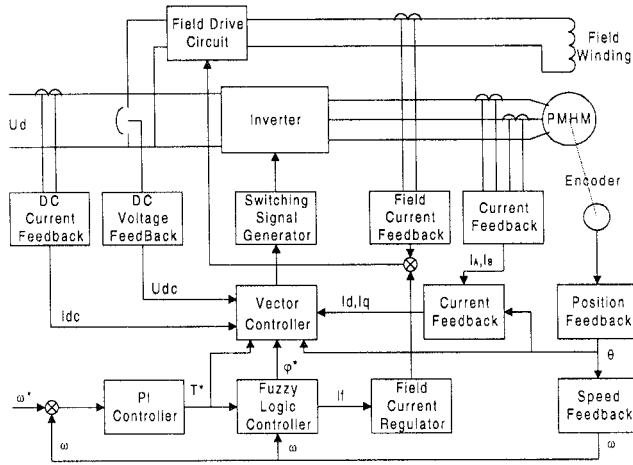 Field Drive
Circuit
Field
Winding
Ud
Inverter
PMHM
Encoder
DC
Current
Feedback
DC
Voltage
FeedBack
Switching
Signal
Generator
Field
Current
Feedback
Current
Feedback
IA,IB
Udc
Idc
Vector
Controller
Id,Iq
Current
Feedback
Position
Feedback
θ
φ*
ω*
PI
Controller
T*
Fuzzy
Logic
Controller
If
Field
Current
Regulator
Speed
Feedback
ω
ω
ω